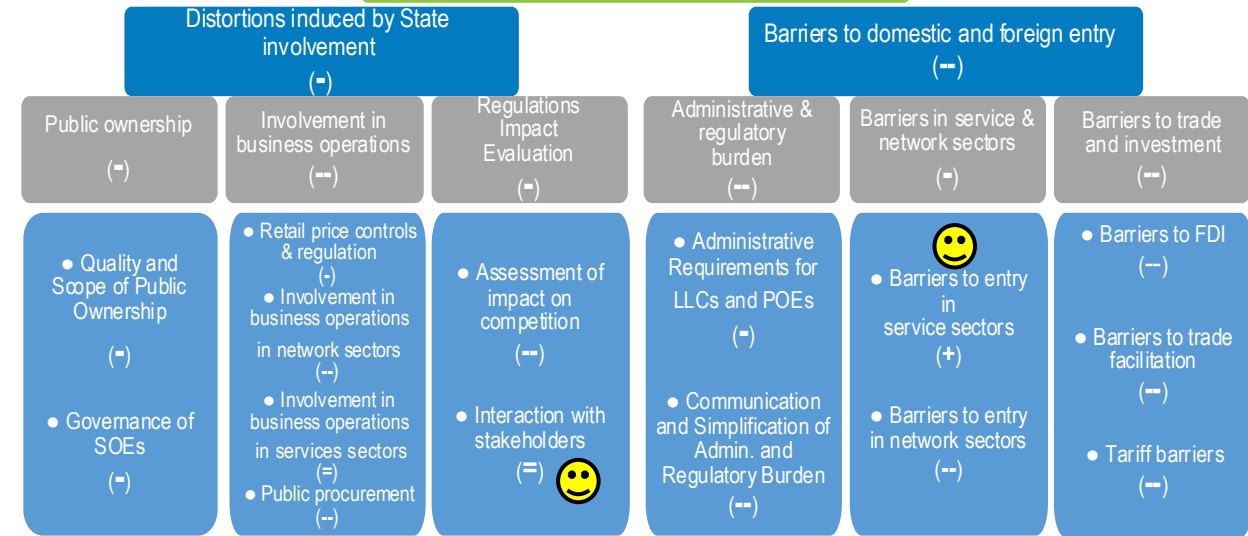 Distortions induced by State
involvement
(-)
Barriers to domestic and foreign entry
(--)
Public ownership
(-)
Involvement in
business operations
(--)
Regulations
Impact
Evaluation
(-)
Administrative &
regulatory
burden
(--)
Barriers in service &
network sectors
(-)
Barriers to trade
and investment
(--)
● Quality and
Scope of Public
Ownership
(-)
● Governance of
SOEs
(-)
● Retail price controls
& regulation
(-)
● Involvement in
business operations
in network sectors
(--)
● Involvement in
business operations
in services sectors
(=)
● Public procurement
(--)
● Assessment of
impact on
competition
(--)
● Interaction with
stakeholders
(=)
● Administrative
Requirements for
LLCs and POEs
(-)
● Communication
and Simplification of
Admin. and
Regulatory Burden
(--)
● Barriers to entry
in
service sectors
(+)
● Barriers to entry
in network sectors
(--)
● Barriers to FDI
(--)
● Barriers to trade
facilitation
(--)
● Tariff barriers
(--)